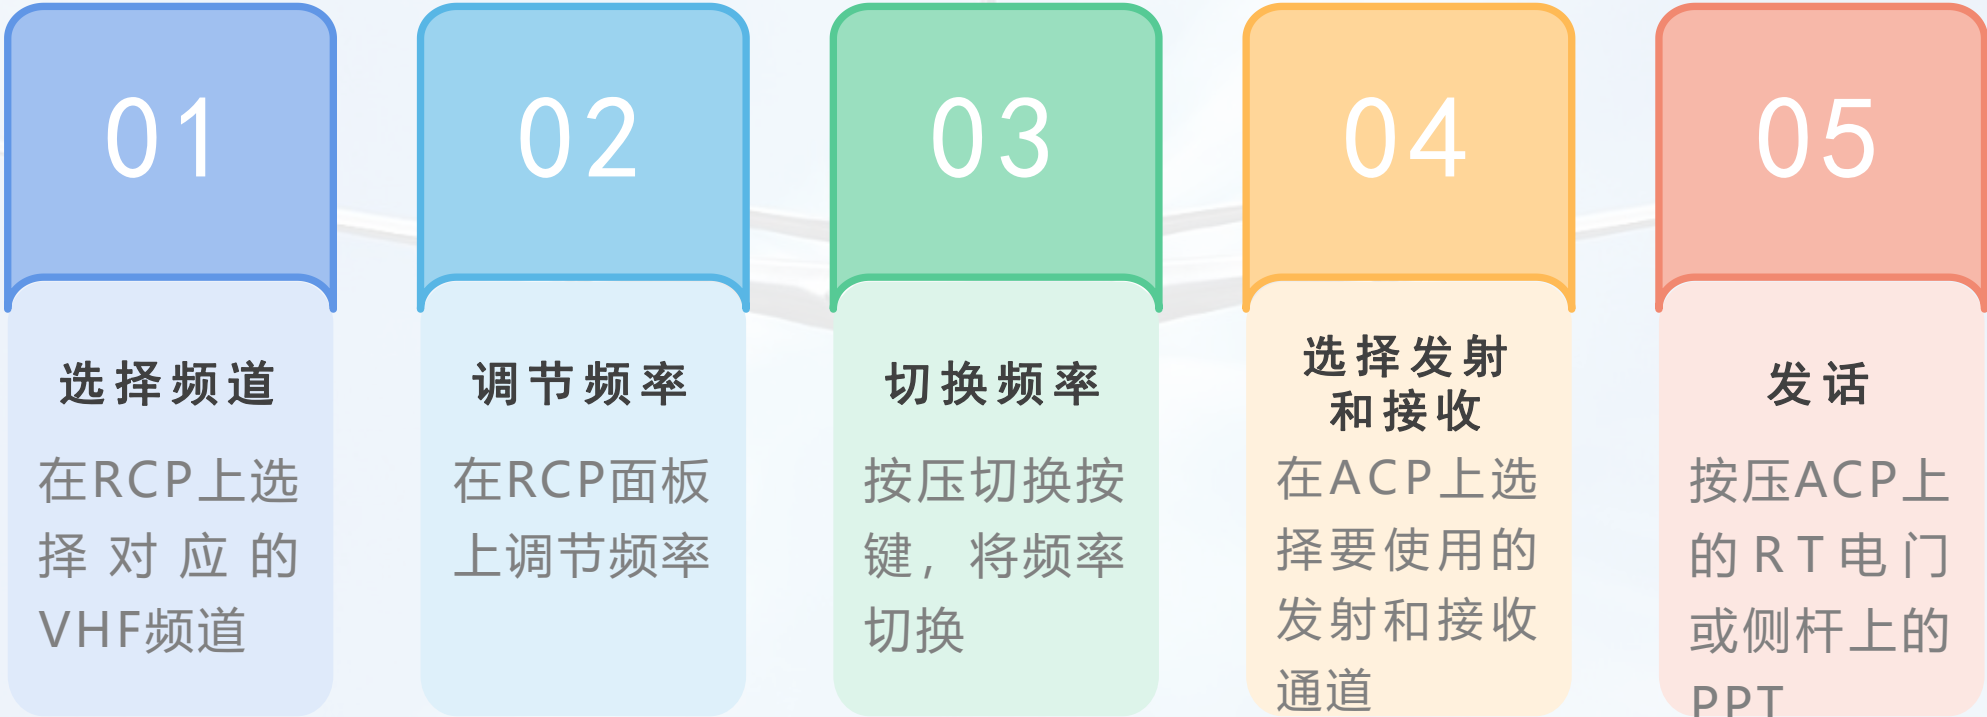 01
选择频道
在RCP上选
择对应的
VHF频道
02
调节频率
在RCP面板
上调节频率
03
切换频率
按压切换按
键，将频率
切换
04
选择发射
和接收
在ACP上选
择要使用的
发射和接收
通道
05
发话
按压ACP上
的RT电门
或侧杆上的
PPT